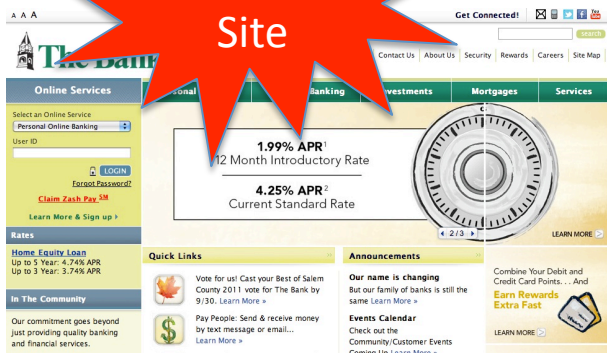 A A A
Get Connected!
You
Site
search
The Ban
Contact Us About Us Security Rewards Careers Site Map
Online Services
Banking
Mortgages
Services
Select an Online Service
Personal Online Banking
User ID
LOGIN
Forgot Password?
Claim Zash Pay SM
Learn More & Sign up
1.99% APR1
12 Month Introductory Rate
4.25% APR2
Current Standard Rate
2/3
LEARN MORE
Rates
Home Equity Loan
Up to 5 Year: 4.74% APR
Up to 3 Year: 3.74% APR
In The Community
Our commitment goes beyond
just providing quality banking
and financial services.
Quick Links
Vote for us! Cast your Best of Salem
County 2011 vote for The Bank by
9/30. Learn More »
Pay People: Send & receive money
by text message or email...
Learn More »
Announcements
Our name is changing
But our family of banks is still the
same Learn More »
Events Calendar
Check out the
Community/Customer Events
Coming Up Learn More »
Combine Your Debit and
Credit Card Points. . . And
Earn Rewards
Extra Fast
LEARN MORE